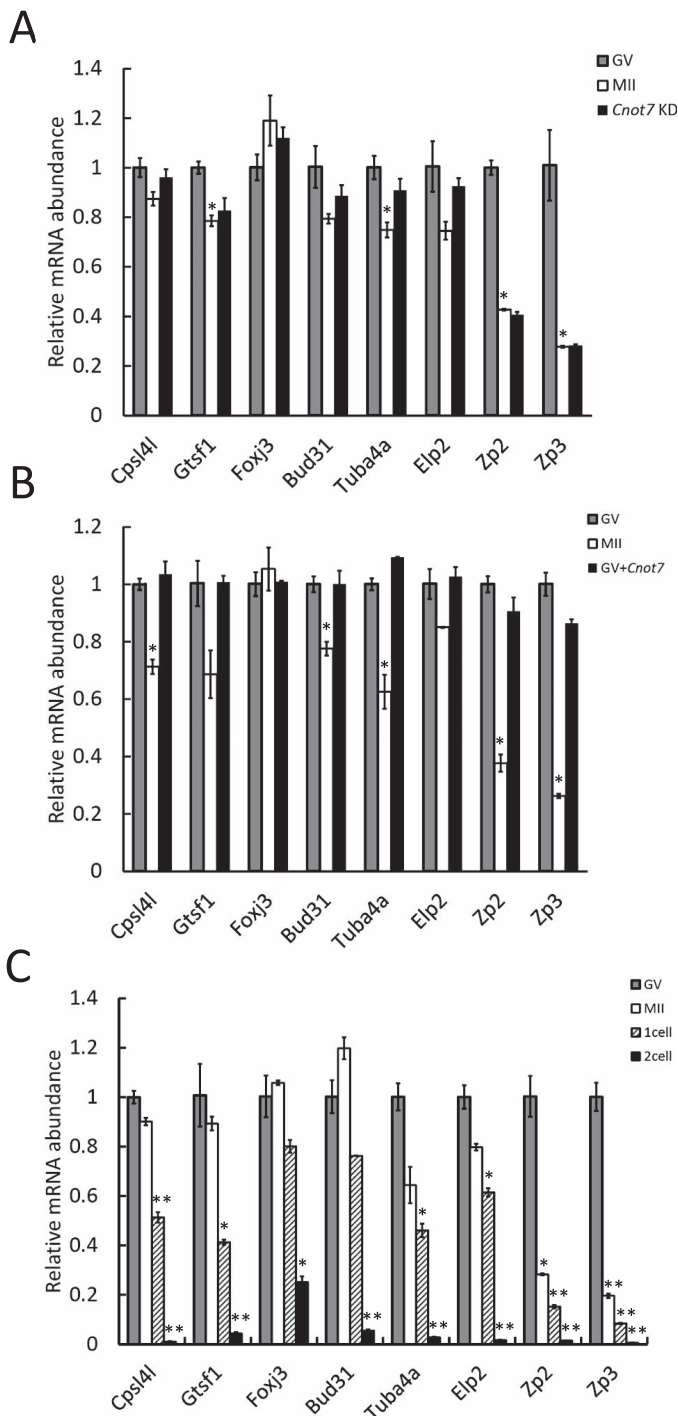 A
GV
MII
Cnot7 KD
Relative mRNA abundance
1.4
1.2
1
0.8
0.6
0.4
0.2
0
* * * *
Cpsl4l Gtsf1 Foxj3 Bud31 Tuba4a Elp2 Zp2 Zp3
B
GV
MII
GV+Cnot7
Relative mRNA abundance
1.2
1
0.8
0.6
0.4
0.2
0
* * * * *
Cpsl4l Gtsf1 Foxj3 Bud31 Tuba4a Elp2 Zp2 Zp3
C
GV
MII
1cell
2cell
Relative mRNA abundance
1.4
1.2
1
0.8
0.6
0.4
0.2
0
** ** * ** * ** * ** * ** * ** ** ** ** **
Cpsl4l Gtsf1 Foxj3 Bud31 Tuba4a Elp2 Zp2 Zp3